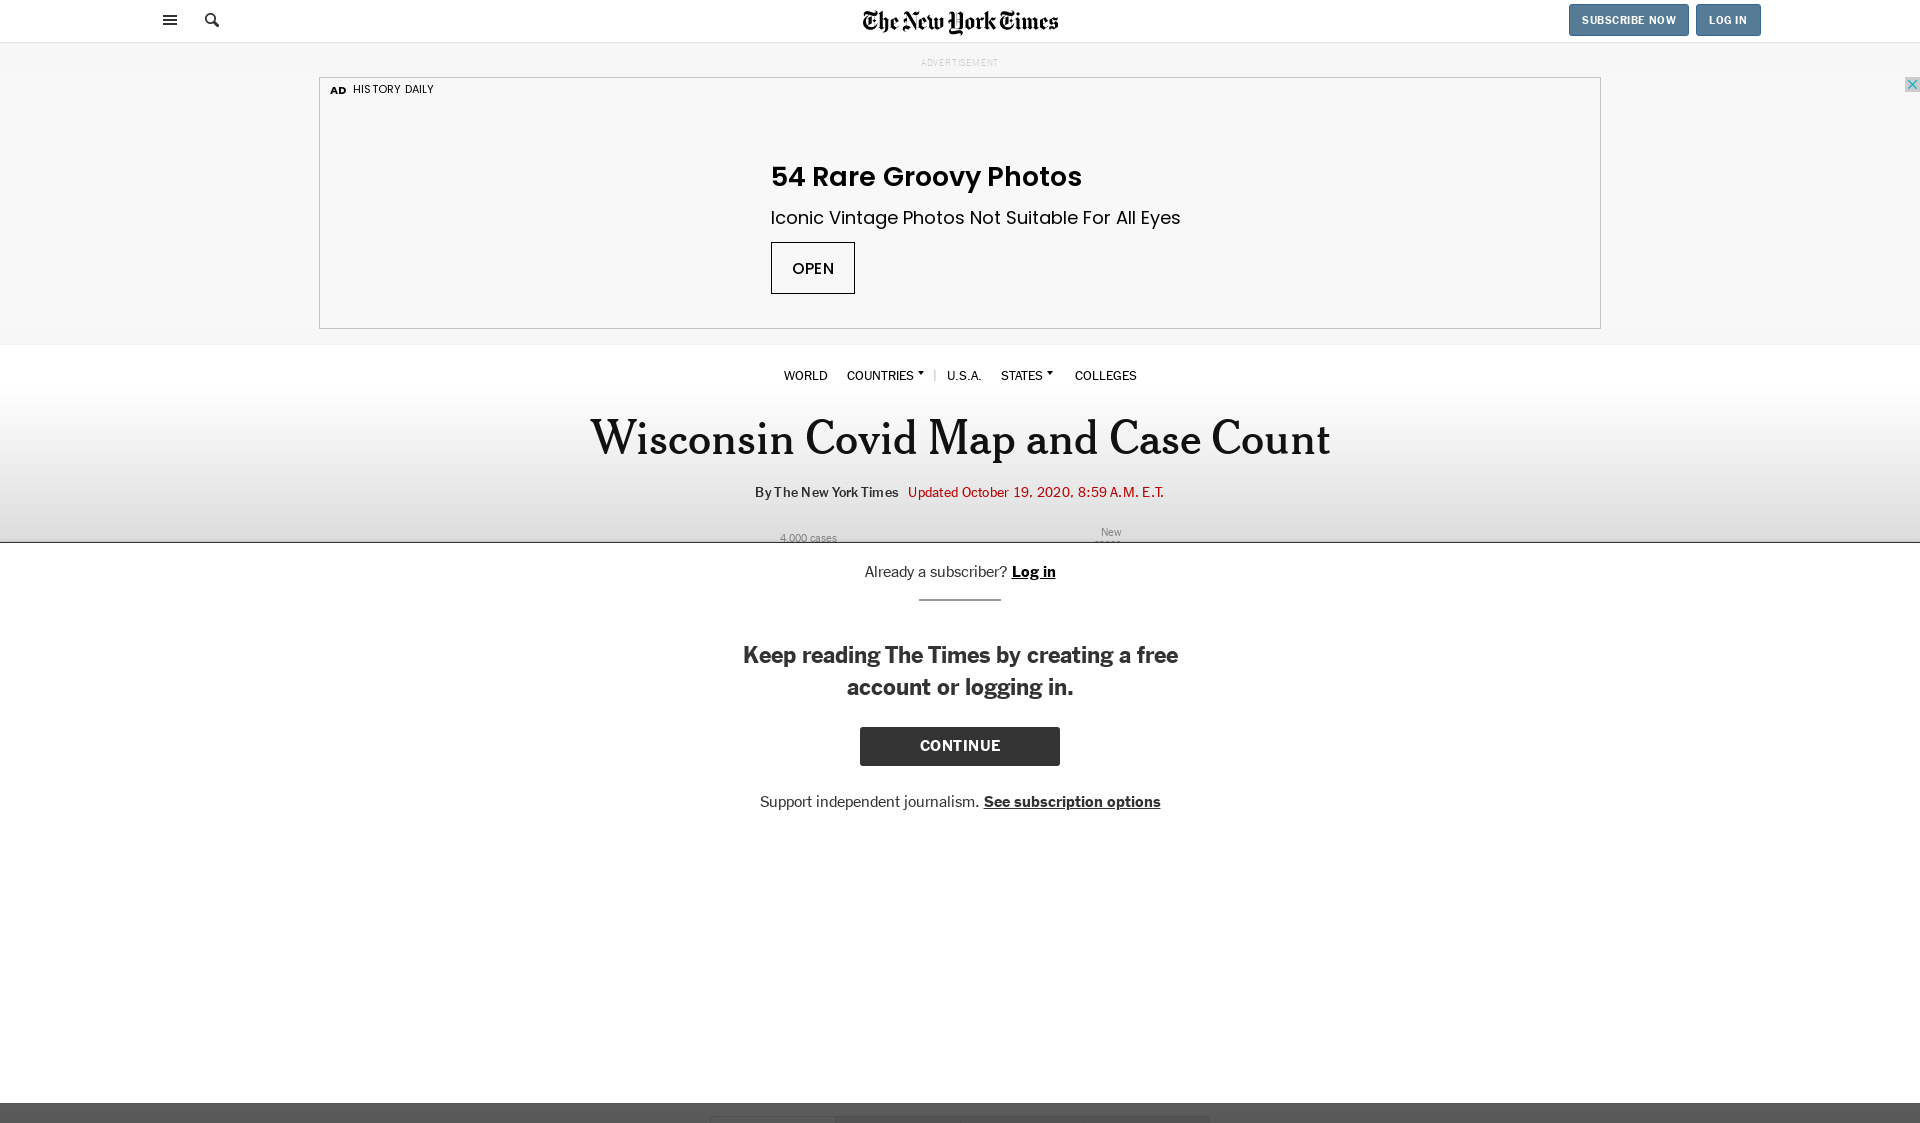 The New York Times
SUBSCRIBE NOW
LOG IN
ADVERTISEMENT
AD HISTORY DAILY
54 Rare Groovy Photos
Iconic Vintage Photos Not Suitable For All Eyes
OPEN
WORLD COUNTRIES | U.S.A. STATES COLLEGES
Wisconsin Covid Map and Case Count
By The New York Times Updated October 19, 2020, 8:59 A.M. E.T.
New
4,000 cases
Already a subscriber? Log in
Keep reading The Times by creating a free
account or logging in.
CONTINUE
Support independent journalism. See subscription options